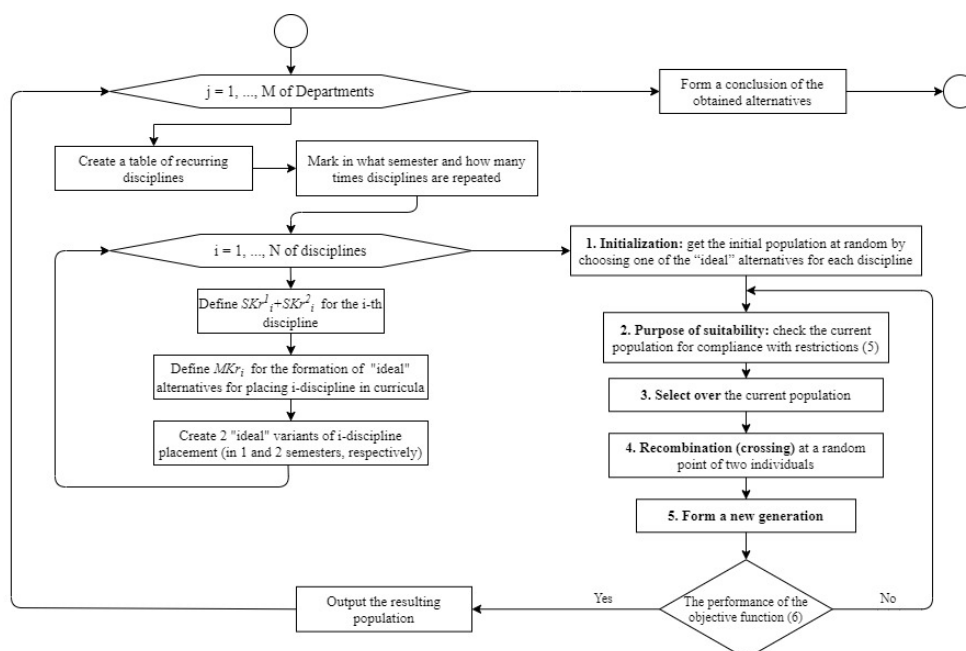 j = 1, ..., M of Departments
Form a conclusion of the
obtained alternatives
Create a table of recurring
disciplines
Mark in what semester and how many
times disciplines are repeated
i = 1, ..., N of disciplines
1. Initialization: get the initial population at random by
choosing one of the “ideal” alternatives for each discipline
Define SKr¹ᵢ+SKr²ᵢ for the i-th
discipline
2. Purpose of suitability: check the current
population for compliance with restrictions (5)
Define MKrᵢ for the formation of "ideal"
alternatives for placing i-discipline in curricula
3. Select over the current population
Create 2 "ideal" variants of i-discipline
placement (in 1 and 2 semesters, respectively)
4. Recombination (crossing) at a random
point of two individuals
5. Form a new generation
Output the resulting
population
Yes
The performance of the
objective function (6)
No